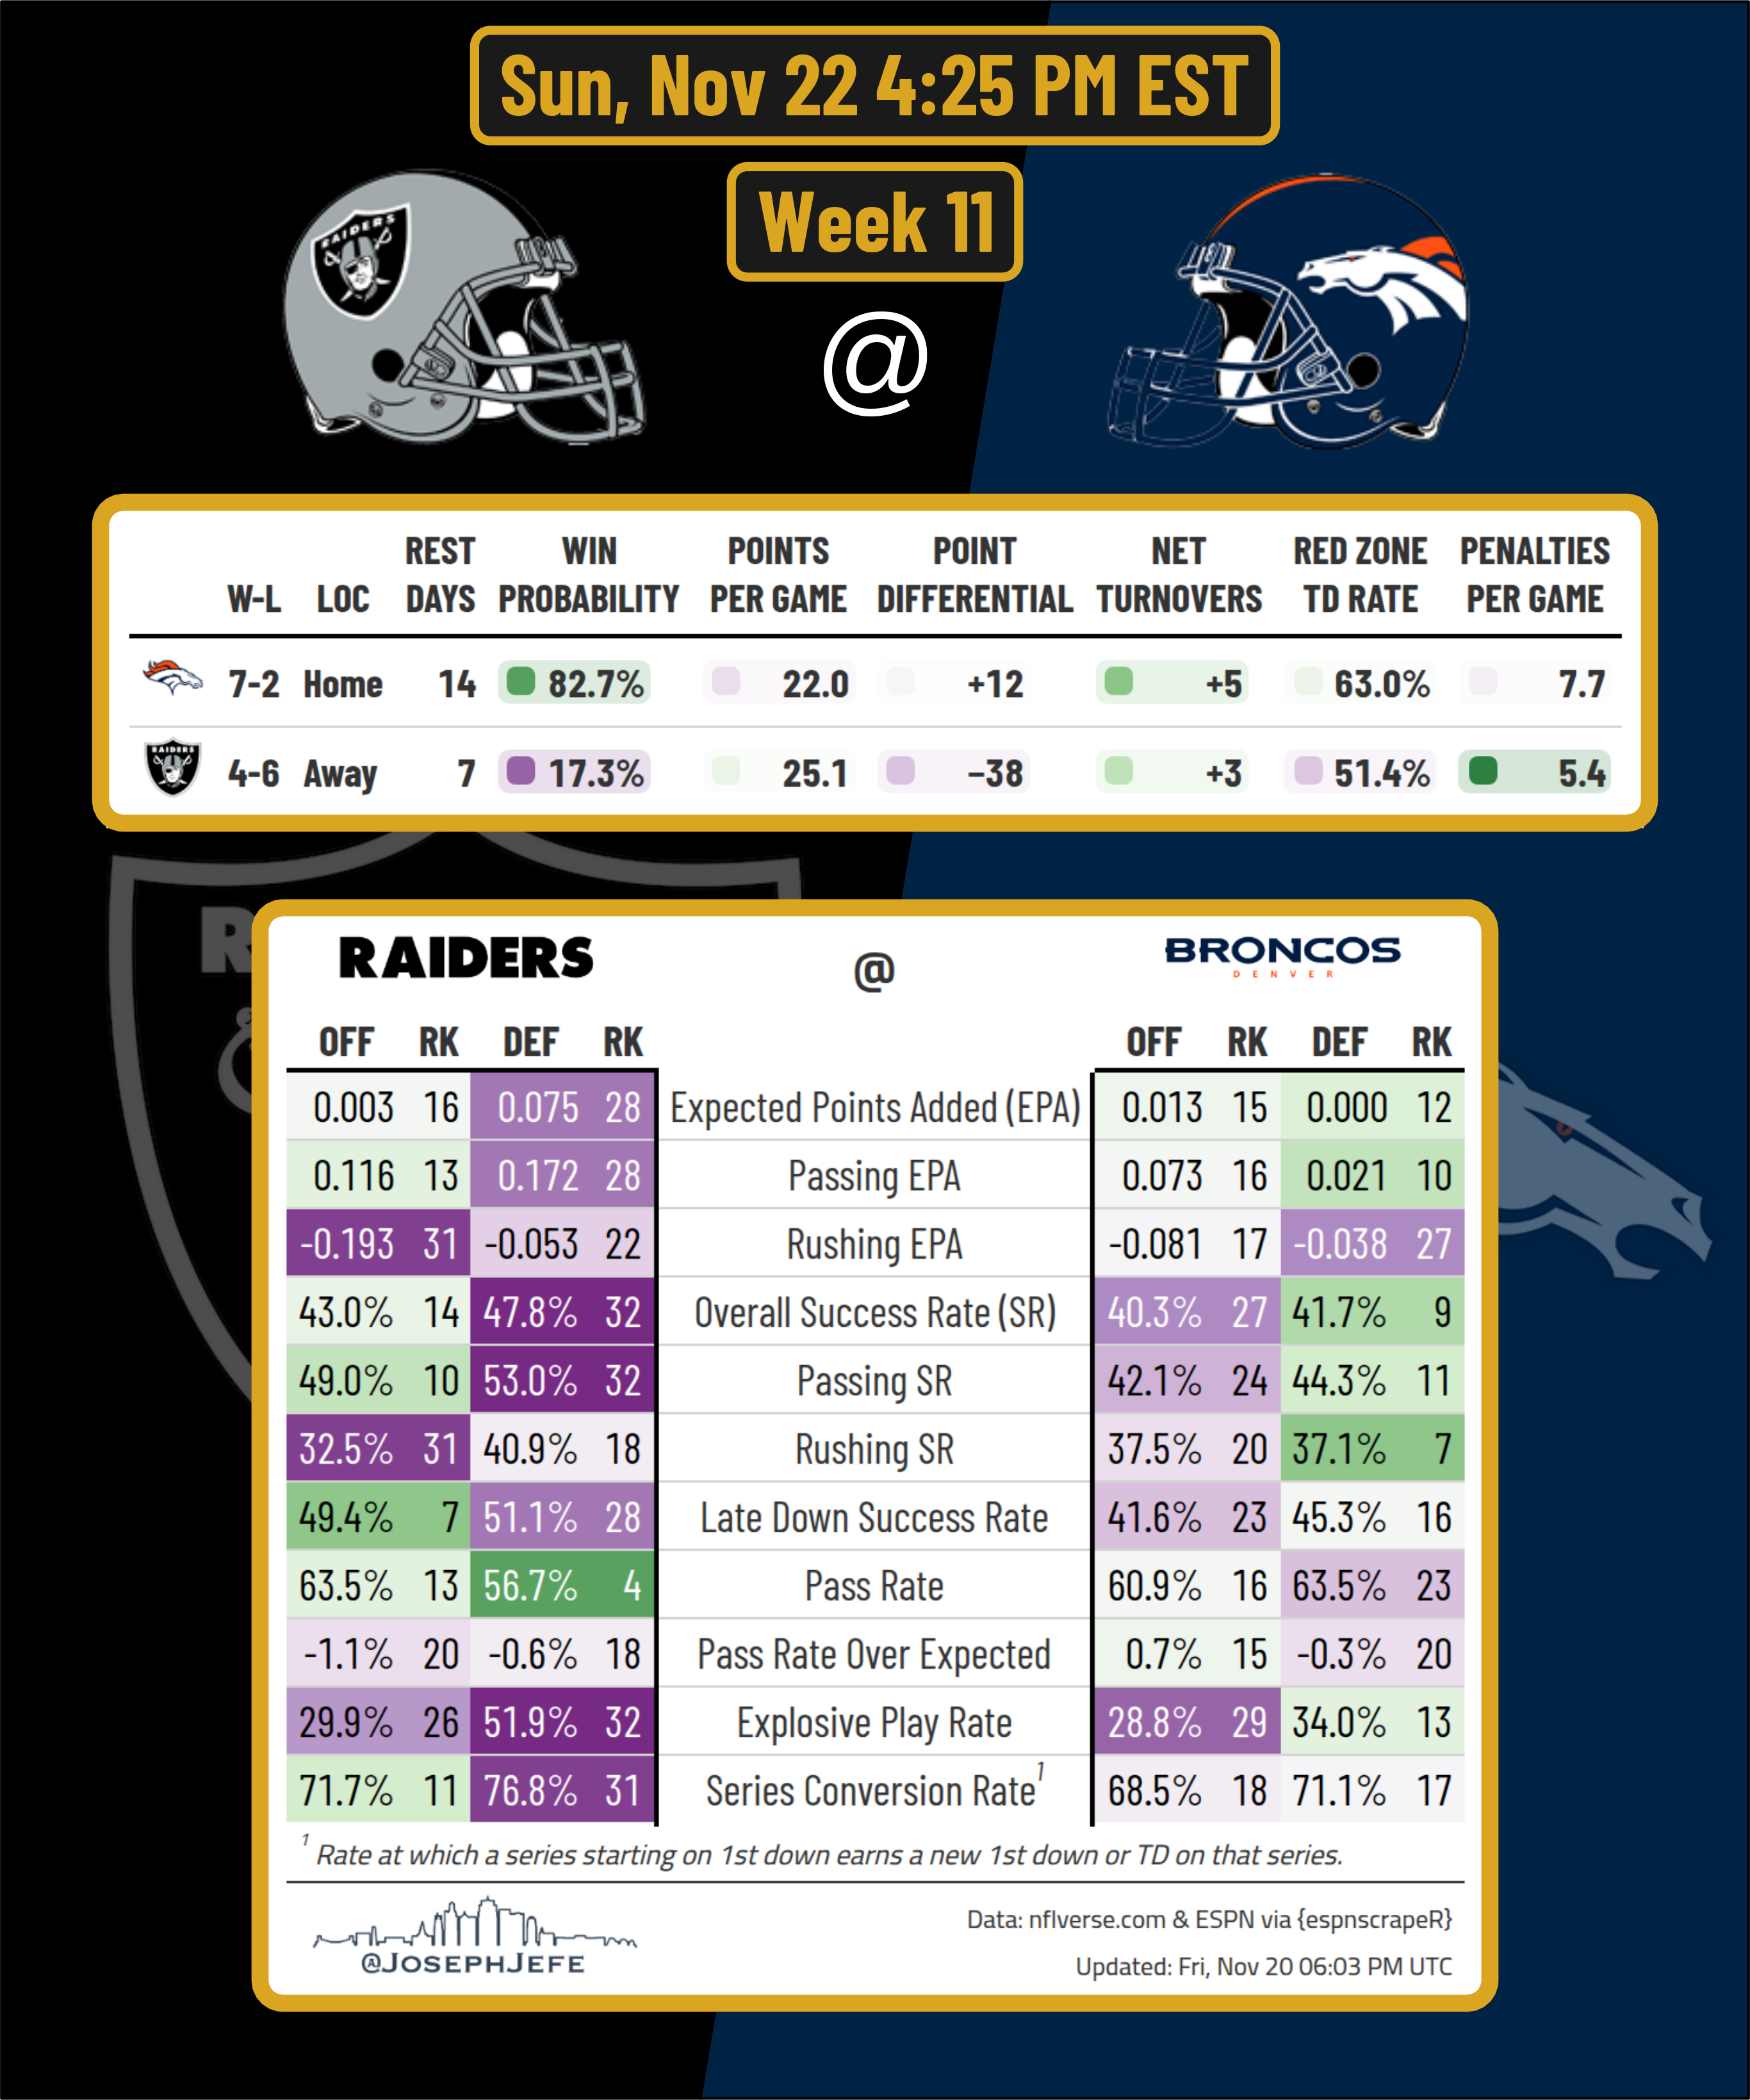 Sun, Nov 22 4:25 PM EST
Week 11
RAIDERS
@
REST WIN POINTS POINT NET RED ZONE PENALTIES
W-L LOC DAYS PROBABILITY PER GAME DIFFERENTIAL TURNOVERS TD RATE PER GAME
7-2 Home 14 82.7% 22.0 +12 +5 63.0% 7.7
RAIDERS 4-6 Away 7 17.3% 25.1 −38 +3 51.4% 5.4
R
RAIDERS @ BRONCOS
DENVER
OFF RK DEF RK OFF RK DEF RK
0.003 16 0.075 28 Expected Points Added (EPA) 0.013 15 0.000 12
0.116 13 0.172 28 Passing EPA 0.073 16 0.021 10
-0.193 31 -0.053 22 Rushing EPA -0.081 17 -0.038 27
43.0% 14 47.8% 32 Overall Success Rate (SR) 40.3% 27 41.7% 9
49.0% 10 53.0% 32 Passing SR 42.1% 24 44.3% 11
32.5% 31 40.9% 18 Rushing SR 37.5% 20 37.1% 7
49.4% 7 51.1% 28 Late Down Success Rate 41.6% 23 45.3% 16
63.5% 13 56.7% 4 Pass Rate 60.9% 16 63.5% 23
-1.1% 20 -0.6% 18 Pass Rate Over Expected 0.7% 15 -0.3% 20
29.9% 26 51.9% 32 Explosive Play Rate 28.8% 29 34.0% 13
71.7% 11 76.8% 31 Series Conversion Rate¹ 68.5% 18 71.1% 17
¹ Rate at which a series starting on 1st down earns a new 1st down or TD on that series.
Data: nflverse.com & ESPN via {espnscrapeR}
@JOSEPHJEFE
Updated: Fri, Nov 20 06:03 PM UTC